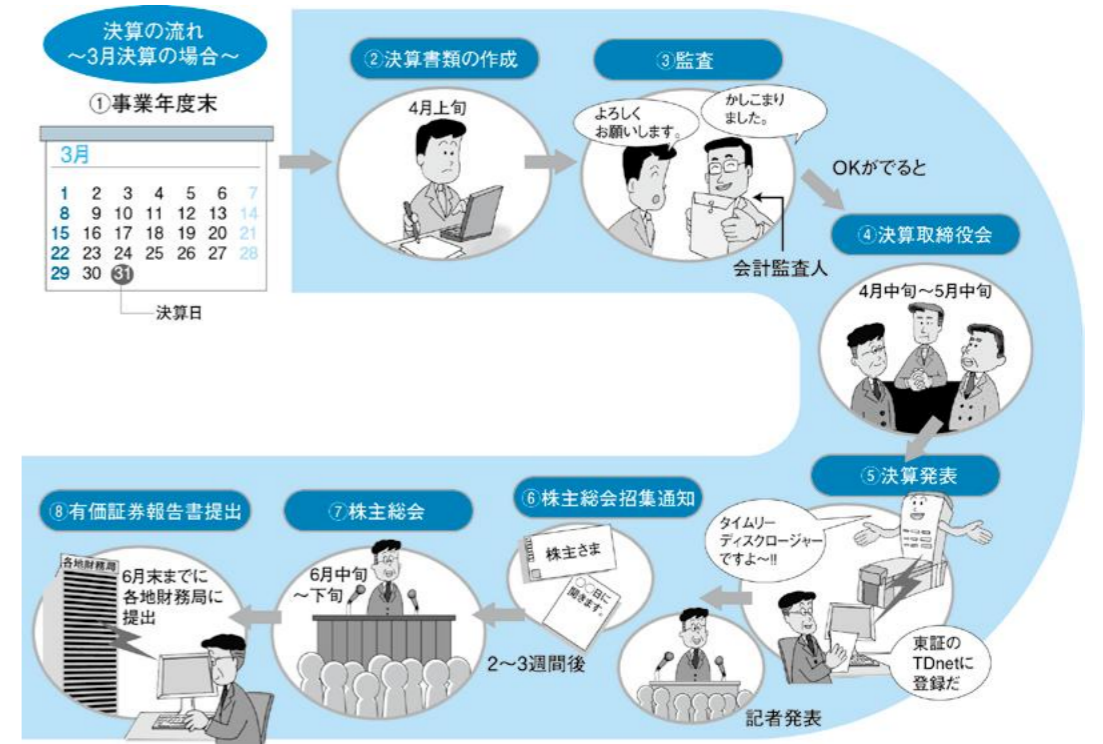 決算の流れ
～3月決算の場合～
①事業年度末
3月
1 2 3 4 5 6 7
8 9 10 11 12 13 14
15 16 17 18 19 20 21
22 23 24 25 26 27 28
29 30 31
決算日
②決算書類の作成
4月上旬
③監査
よろしく
お願いします。
かしこまり
ました。
会計監査人
OKがでると
④決算取締役会
4月中旬～5月中旬
⑤決算発表
タイムリー
ディスクロージャー
ですよ～!!
東証の
TDnetに
登録だ
記者発表
⑥株主総会招集通知
株主さま
○日に
開きます。
2～3週間後
⑦株主総会
6月中旬
～下旬
⑧有価証券報告書提出
各地財務局
6月末までに
各地財務局に
提出